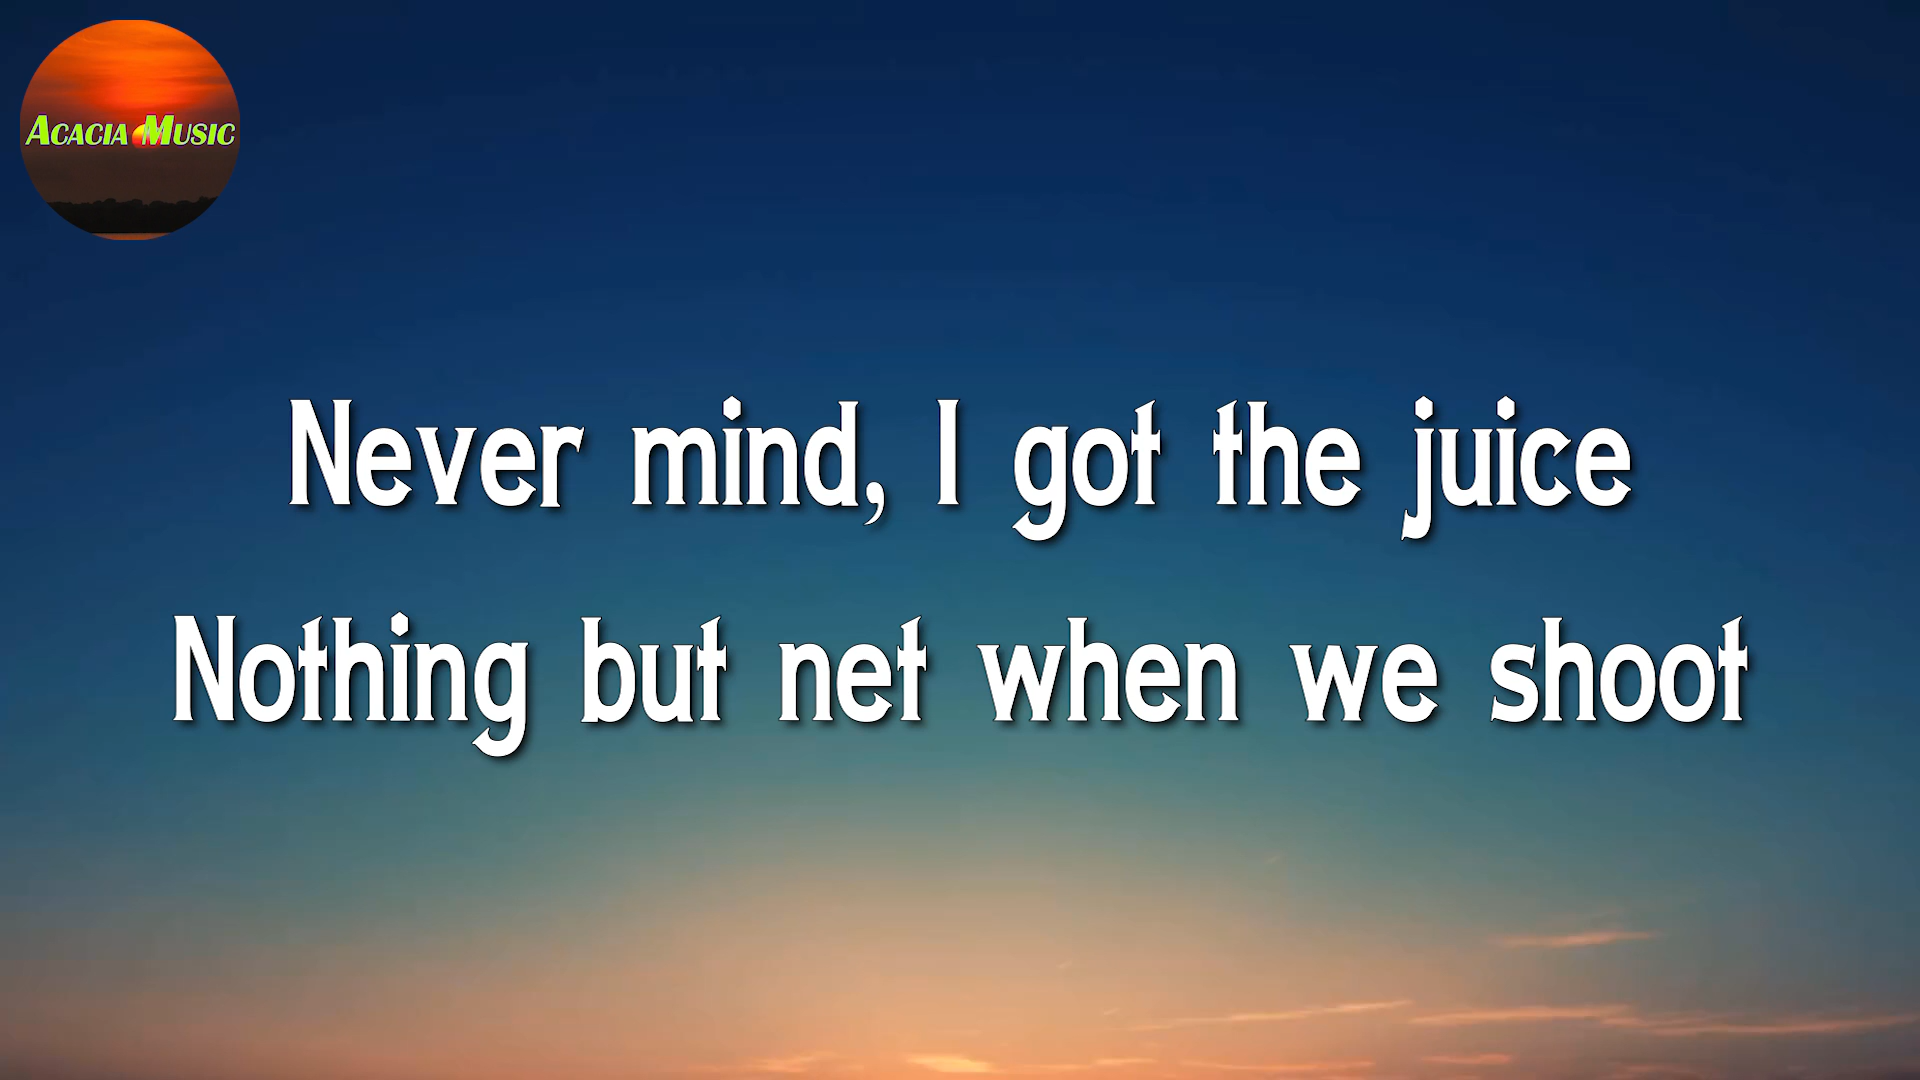 Acacia Music
Never mind, I got the juice
Nothing but net when we shoot